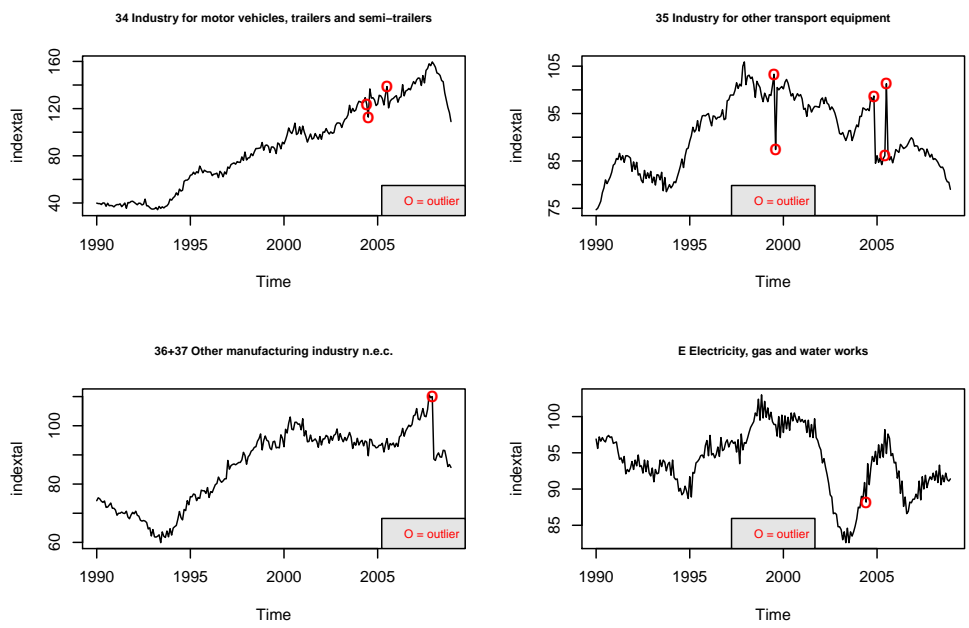 34 Industry for motor vehicles, trailers and semi−trailers
indextal
160
120
80
40
O
O
O
O = outlier
1990 1995 2000 2005
Time
35 Industry for other transport equipment
indextal
105
95
85
75
O
O
O
O
O
O = outlier
1990 1995 2000 2005
Time
36+37 Other manufacturing industry n.e.c.
indextal
100
80
60
O
O = outlier
1990 1995 2000 2005
Time
E Electricity, gas and water works
indextal
100
95
90
85
O
O = outlier
1990 1995 2000 2005
Time